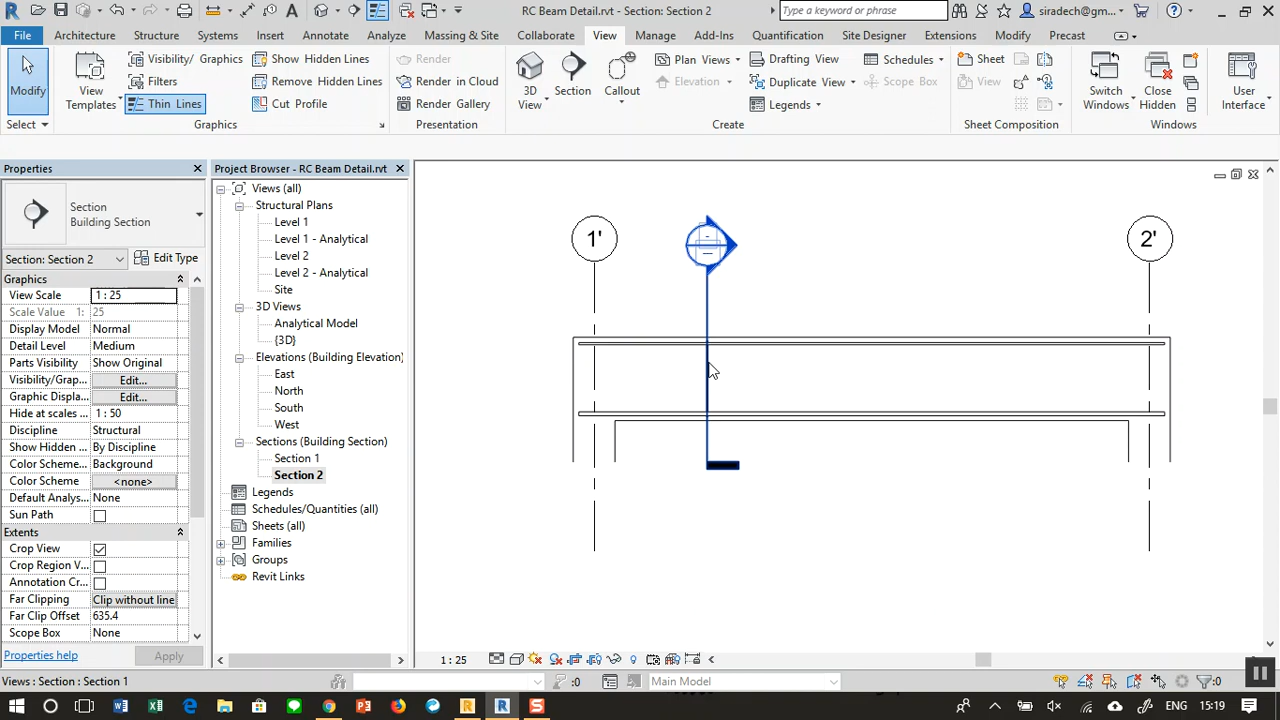 RC Beam Detail.rvt - Section: Section 2
Type a keyword or phrase
siradech@gm...
File Architecture Structure Systems Insert Annotate Analyze Massing & Site Collaborate View Manage Add-Ins Quantification Site Designer Extensions Modify Precast
Modify
Select
View Templates
Visibility/ Graphics
Filters
Thin Lines
Show Hidden Lines
Remove Hidden Lines
Cut Profile
Graphics
Render
Render in Cloud
Render Gallery
Presentation
3D View
Section
Callout
Plan Views
Elevation
Drafting View
Duplicate View
Legends
Schedules
Scope Box
Create
Sheet
View
Sheet Composition
Switch Windows
Close Hidden
Windows
User Interface
Properties
Section
Building Section
Section: Section 2
Edit Type
Graphics
View Scale 1 : 25
Scale Value 1: 25
Display Model Normal
Detail Level Medium
Parts Visibility Show Original
Visibility/Grap... Edit...
Graphic Displa... Edit...
Hide at scales ... 1 : 50
Discipline Structural
Show Hidden ... By Discipline
Color Scheme... Background
Color Scheme <none>
Default Analys... None
Sun Path
Extents
Crop View
Crop Region V...
Annotation Cr...
Far Clipping Clip without line
Far Clip Offset 635.4
Scope Box None
Properties help
Apply
Project Browser - RC Beam Detail.rvt
Views (all)
Structural Plans
Level 1
Level 1 - Analytical
Level 2
Level 2 - Analytical
Site
3D Views
Analytical Model
{3D}
Elevations (Building Elevation)
East
North
South
West
Sections (Building Section)
Section 1
Section 2
Legends
Schedules/Quantities (all)
Sheets (all)
Families
Groups
Revit Links
1'
2'
1 : 25
Views : Section : Section 1
:0
Main Model
:0
ENG
15:19